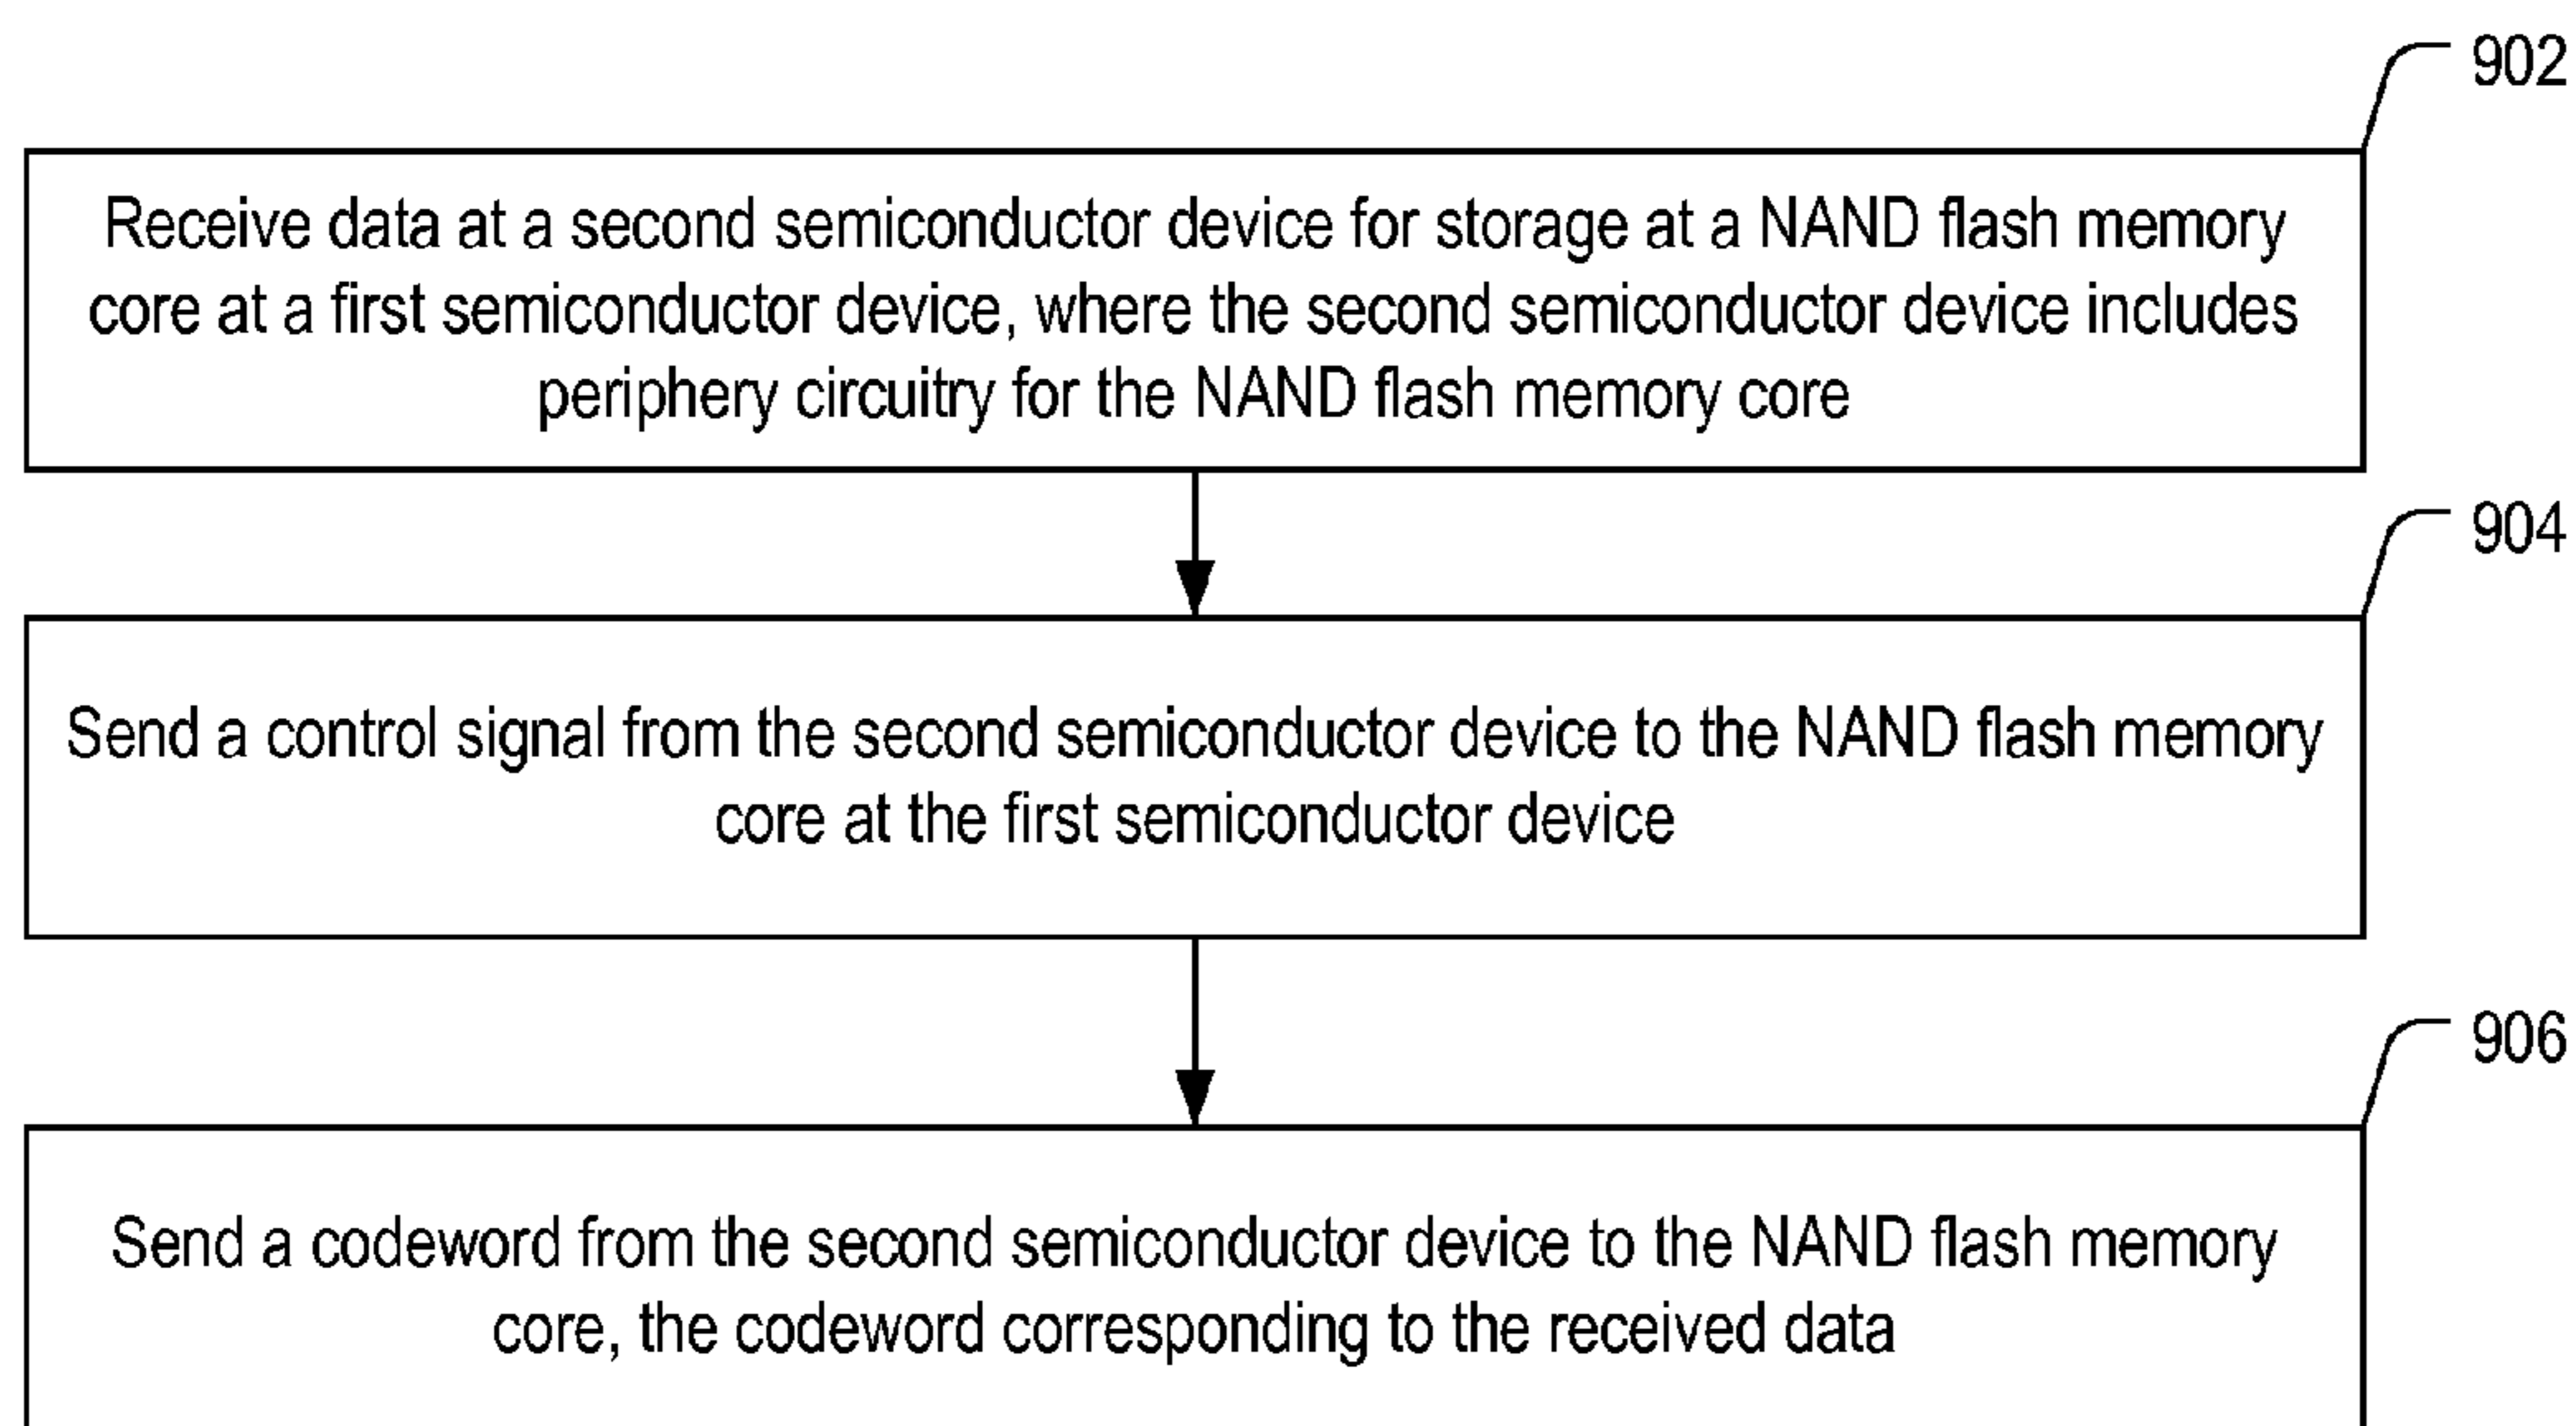 902
Receive data at a second semiconductor device for storage at a NAND flash memory
core at a first semiconductor device, where the second semiconductor device includes
periphery circuitry for the NAND flash memory core
904
Send a control signal from the second semiconductor device to the NAND flash memory
core at the first semiconductor device
906
Send a codeword from the second semiconductor device to the NAND flash memory
core, the codeword corresponding to the received data